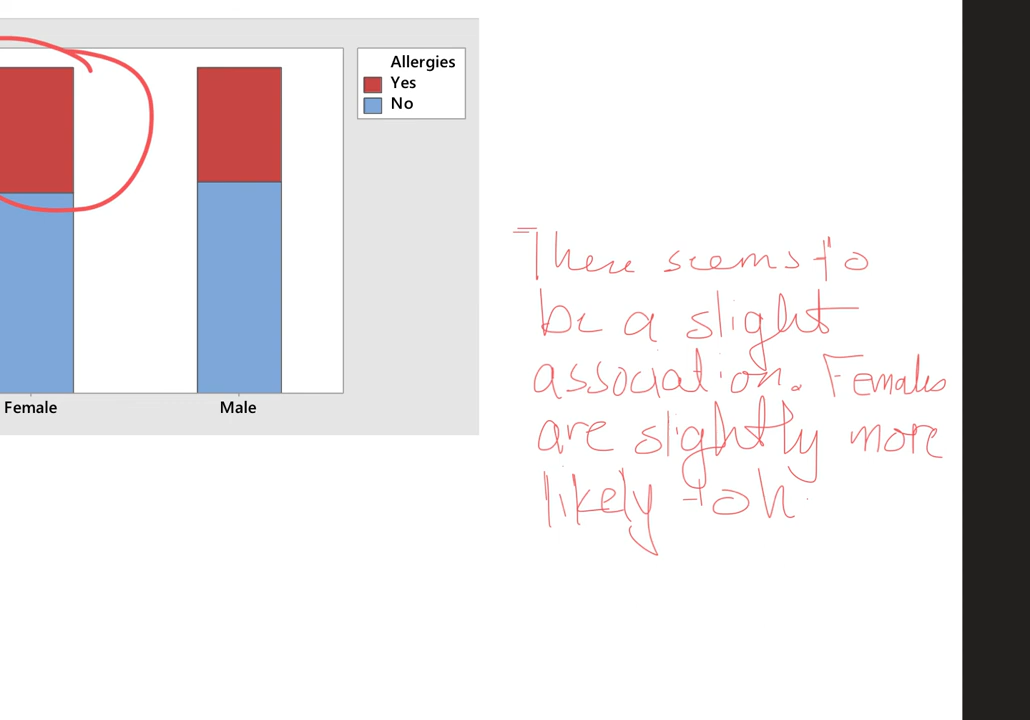 Allergies
Yes
No
Female
Male
There seems to
be a slight
association. Females
are slightly more
likely to h